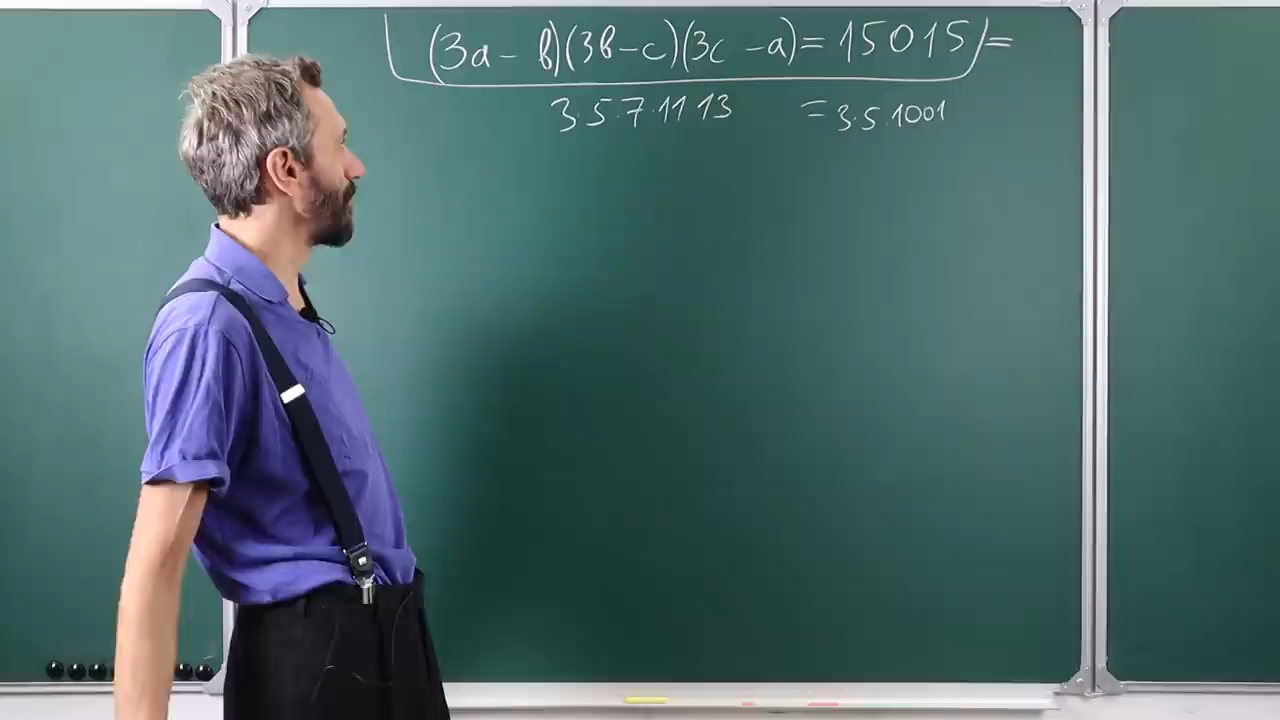 (3a - b)(3b-c)(3c -a)= 15015 =
3.5.7.11 13 = 3.5.1001